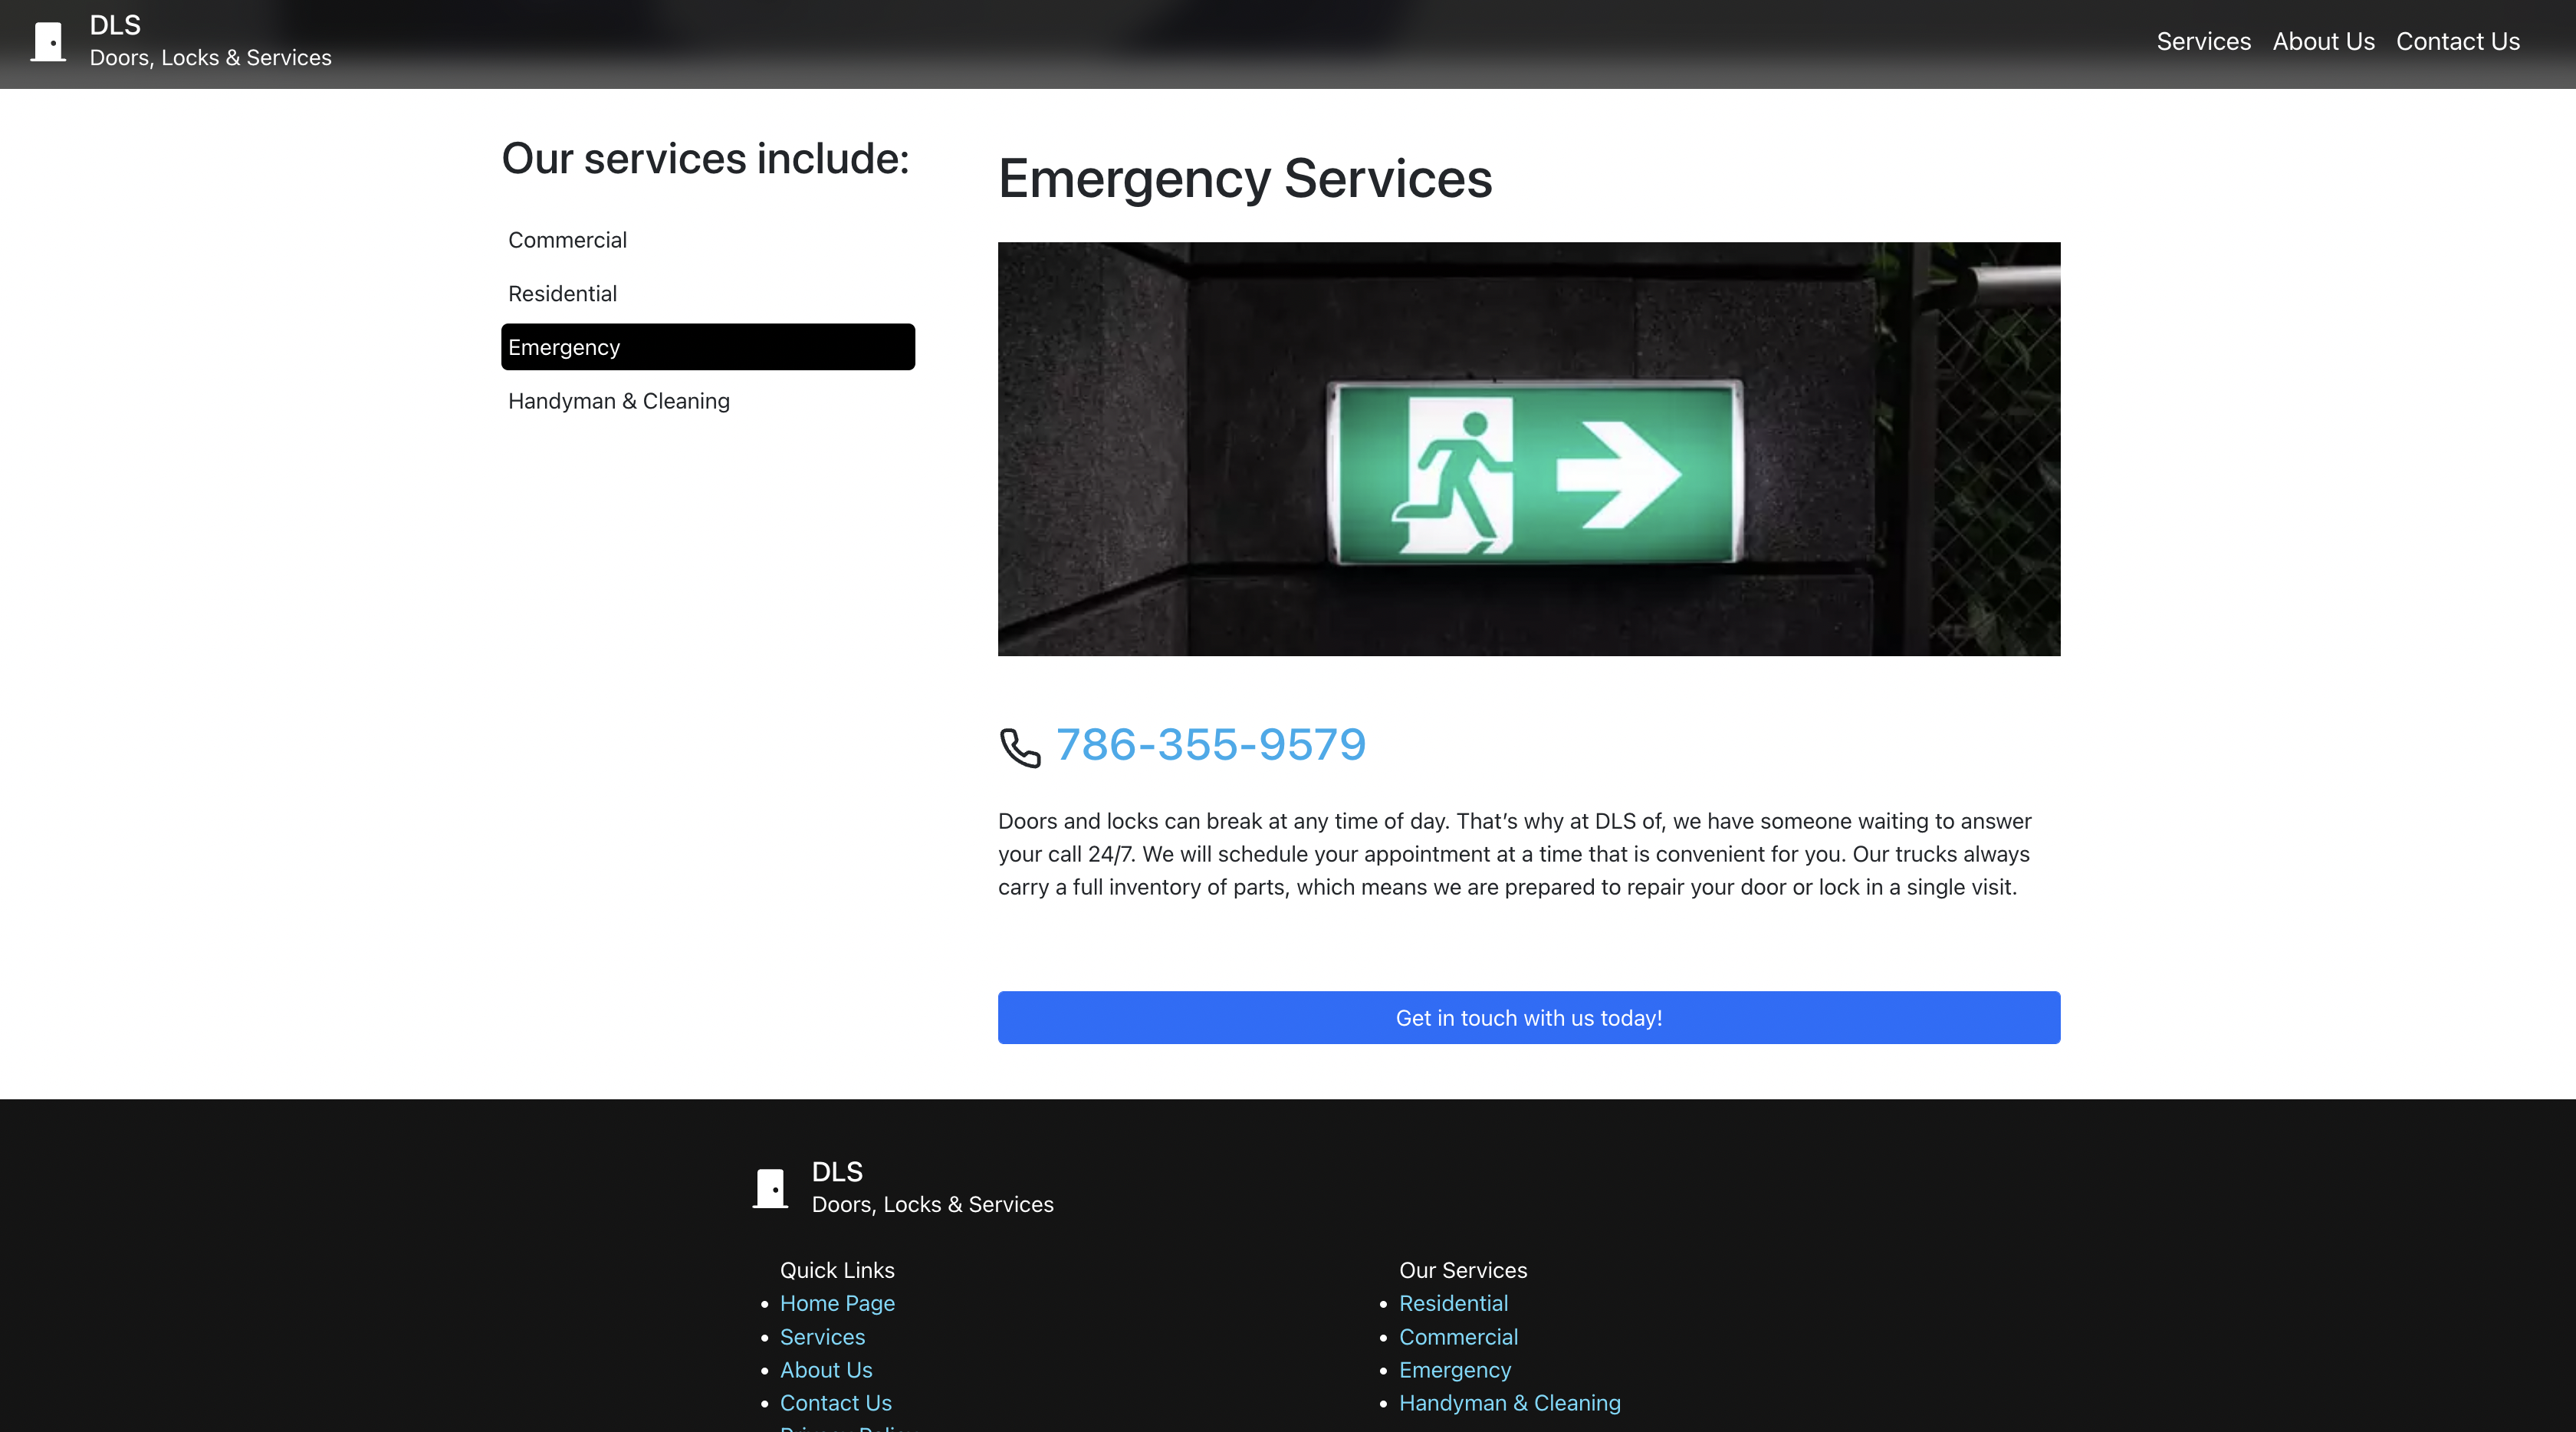 DLS
Doors, Locks & Services
Services
About Us
Contact Us
Our services include:
Commercial
Residential
Emergency
Handyman & Cleaning
Emergency Services
786-355-9579
Doors and locks can break at any time of day. That’s why at DLS of, we have someone waiting to answer
your call 24/7. We will schedule your appointment at a time that is convenient for you. Our trucks always
carry a full inventory of parts, which means we are prepared to repair your door or lock in a single visit.
Get in touch with us today!
DLS
Doors, Locks & Services
Quick Links
Home Page
Services
About Us
Contact Us
Privacy Policy
Our Services
Residential
Commercial
Emergency
Handyman & Cleaning